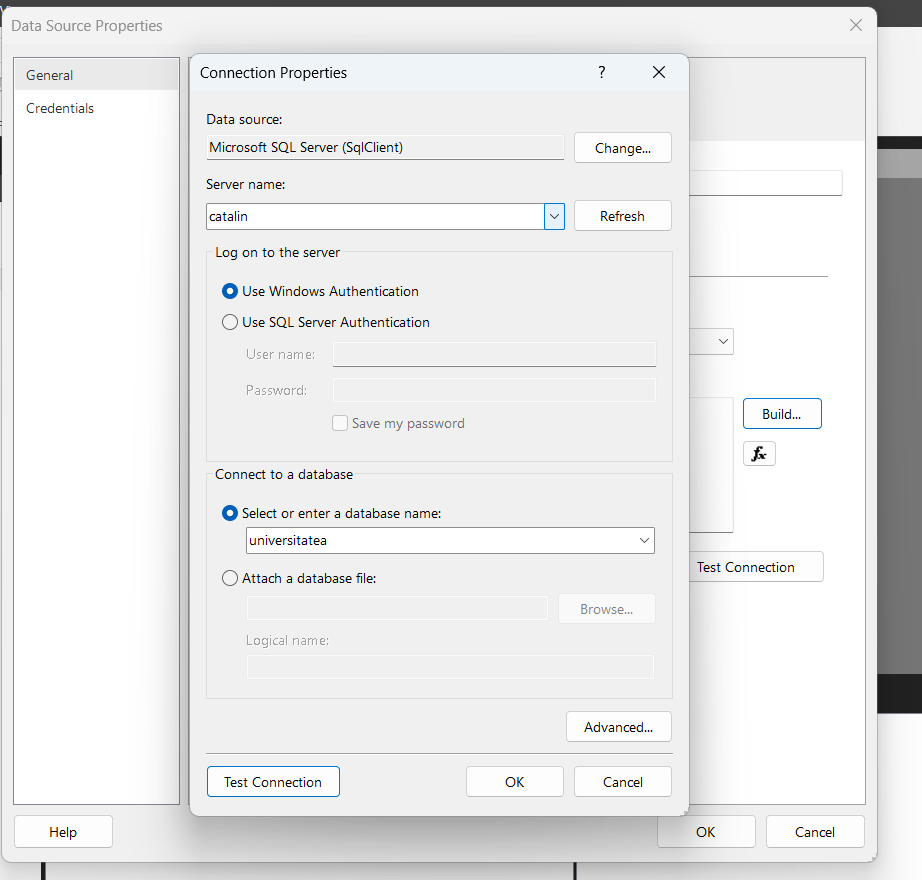 Data Source Properties
General
Credentials
Connection Properties
?
Data source:
Microsoft SQL Server (SqlClient)
Change...
Server name:
catalin
Refresh
Log on to the server
Use Windows Authentication
Use SQL Server Authentication
User name:
Password:
Save my password
Connect to a database
Select or enter a database name:
universitatea
Attach a database file:
Browse...
Logical name:
Advanced...
Test Connection
OK
Cancel
Build...
fx
Test Connection
Help
OK
Cancel